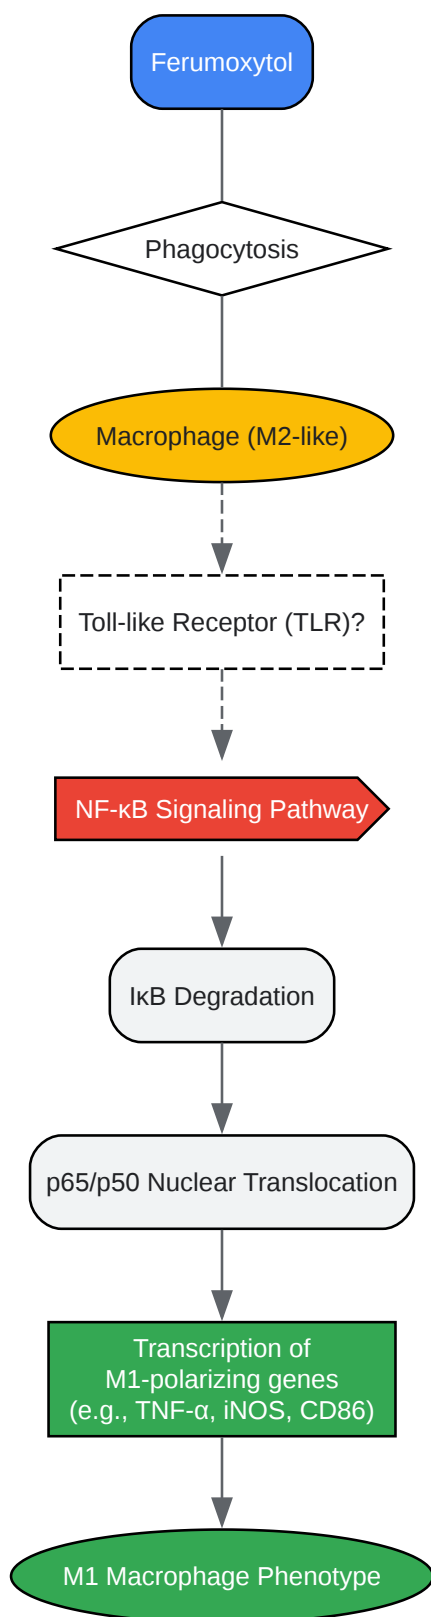 Ferumoxytol
Phagocytosis
Macrophage (M2-like)
Toll-like Receptor (TLR)?
NF-κB Signaling Pathway
IκB Degradation
p65/p50 Nuclear Translocation
Transcription of
M1-polarizing genes
(e.g., TNF-α, iNOS, CD86)
M1 Macrophage Phenotype